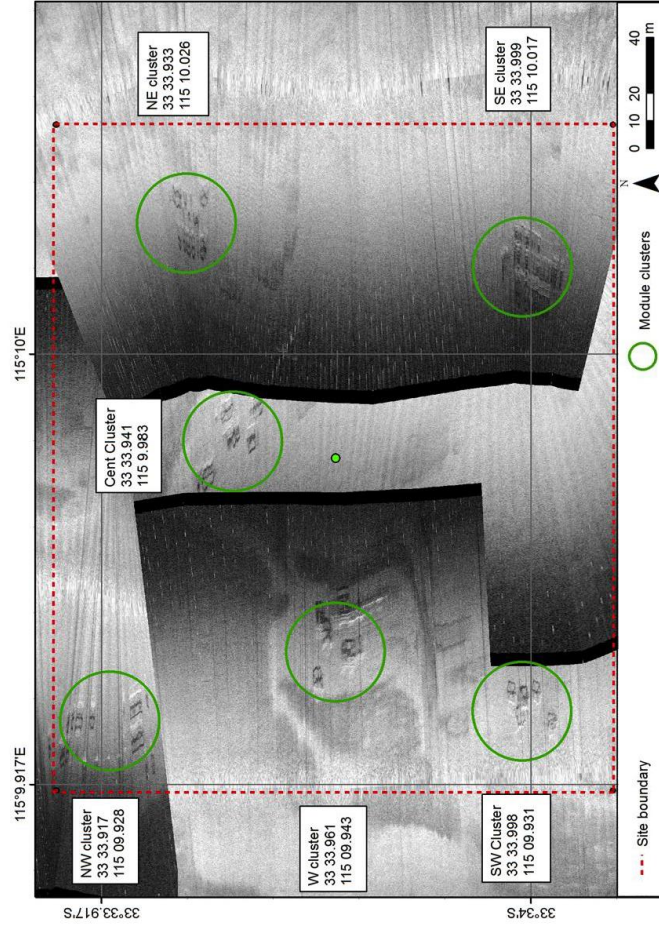 115°9.917'E
115°10'E
33°33.917'S
33°34'S
NW cluster
33 33.917
115 09.928
Cent Cluster
33 33.941
115 9.983
NE cluster
33 33.933
115 10.026
W cluster
33 33.961
115 09.943
SW Cluster
33 33.998
115 09.931
SE cluster
33 33.999
115 10.017
Site boundary
Module clusters
N
0 10 20 40
m